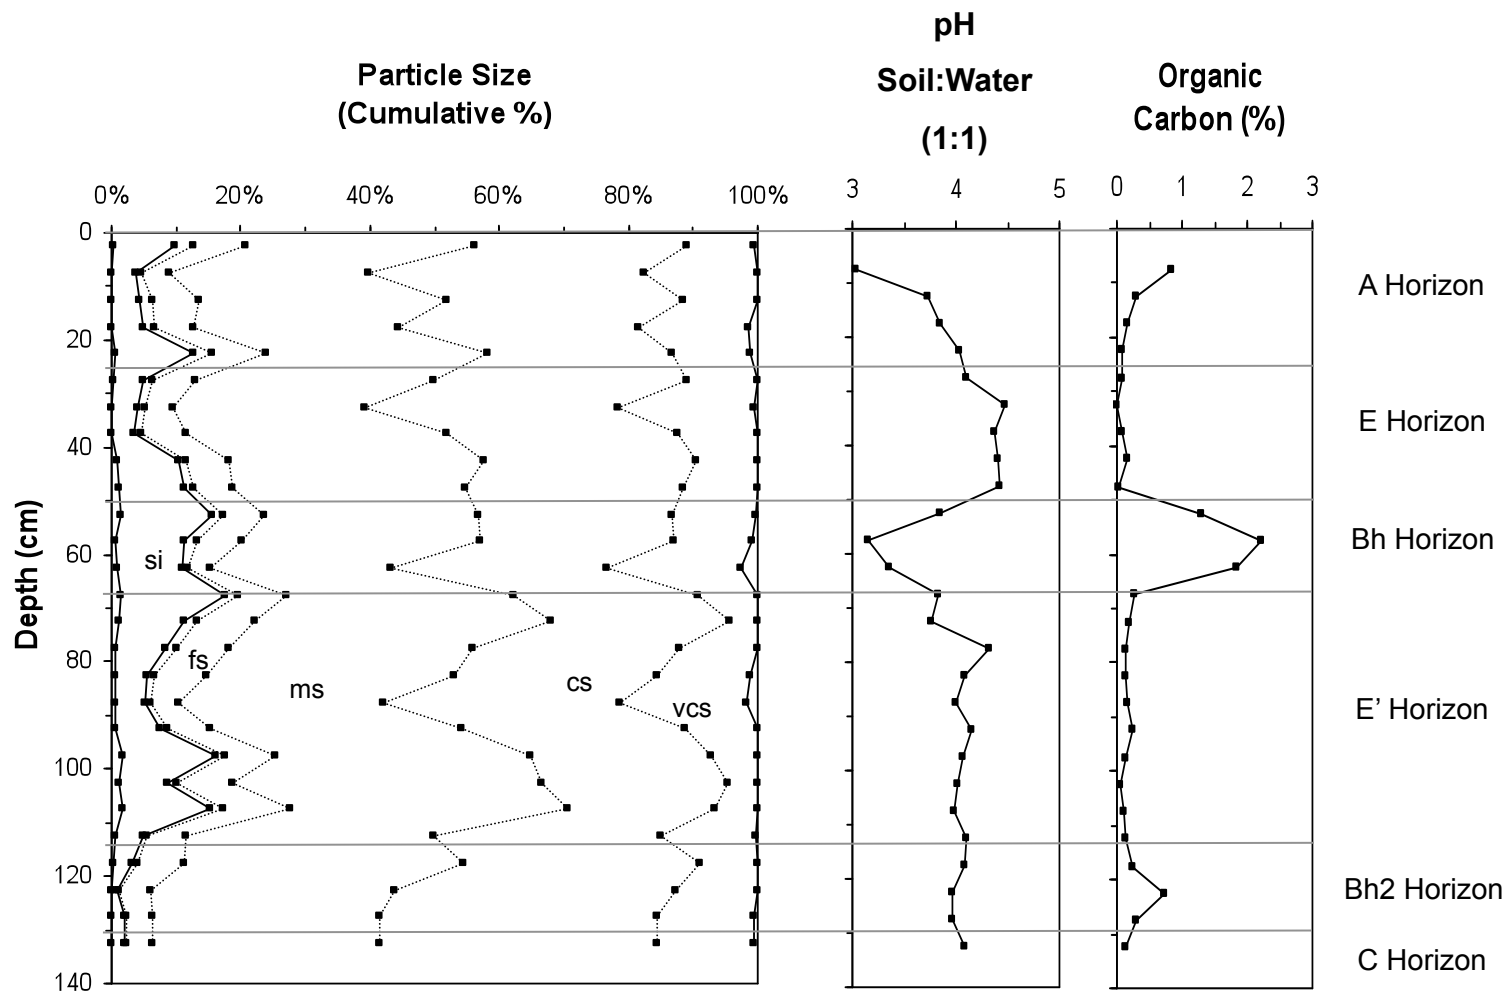 pH
Particle Size
(Cumulative %)
Soil:Water
(1:1)
Organic
Carbon (%)
0% 20% 40% 60% 80% 100%
3 4 5
0 1 2 3
Depth (cm)
0
20
40
60
80
100
120
140
si
fs
ms
cs
vcs
A Horizon
E Horizon
Bh Horizon
E’ Horizon
Bh2 Horizon
C Horizon